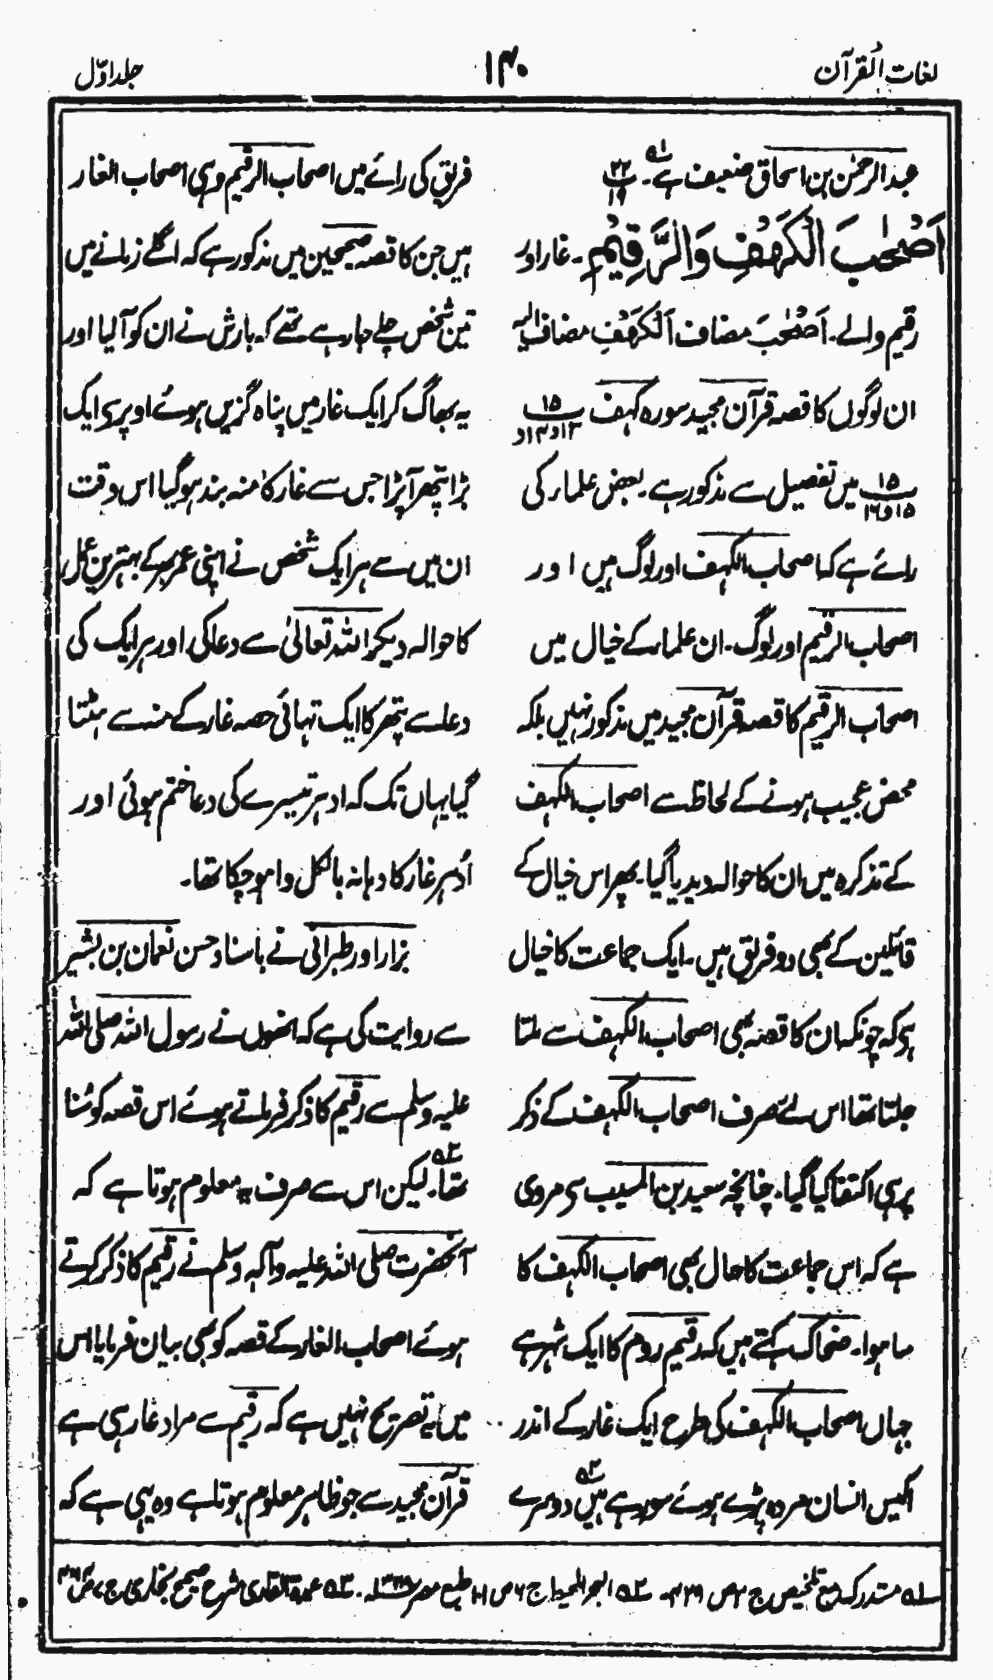 لغات القرآن
۱۴۰
جلد اوّل
عبدالرحمٰن بن اسحاق ضعیف ہے۔ ۱؎ ۲۲ ۱۹
اَصْحٰبَ الْکَہْفِ وَالرَّقِیْمِ۔ غار اور
رقیم والے۔ اَصْحٰبَ مضاف اَلْکَہْفِ مضاف الیہ
ان لوگوں کا قصہ قرآن مجید سورہ کہف پ ۱۵ ۱۳ و ۱۴ و
پ ۱۵ ۱۵ و ۱۶ میں تفصیل سے مذکور ہے۔ بعض علماء کی
رائے ہے کہ اصحاب الکہف اور لوگ ہیں اور
اصحاب الرقیم اور لوگ۔ ان علماء کے خیال میں
اصحاب الرقیم کا قصہ قرآن مجید میں مذکور نہیں بلکہ
محض عجیب ہونے کے لحاظ سے اصحاب الکہف
کے تذکرہ میں ان کا حوالہ دیدیا گیا۔ پھر اس خیال کے
قائلین کے بھی دو فریق ہیں۔ ایک جماعت کا خیال
ہے کہ چونکہ ان کا قصہ بھی اصحاب الکہف سے ملتا
جلتا تھا اس لئے صرف اصحاب الکہف کے ذکر
پر ہی اکتفا کیا گیا۔ چنانچہ سعید بن المسیب سے مروی
ہے کہ اس جماعت کا حال بھی اصحاب الکہف کا
سا ہوا۔ ضحاک کہتے ہیں کہ رقیم روم کا ایک شہر ہے
جہاں اصحاب الکہف کی طرح ایک غار کے اندر
اکیس انسان مردہ پڑے ہوئے سو رہے ہیں ۲؎ دوسرے
فریق کی رائے میں اصحاب الرقیم وہی اصحاب الغار
ہیں جن کا قصہ صحیحین میں مذکور ہے کہ اگلے زمانے میں
تین شخص چلے جا رہے تھے کہ بارش نے ان کو آ لیا اور
یہ بھاگ کر ایک غار میں پناہ گزیں ہوئے اوپر سے ایک
بڑا پتھر آ پڑا جس سے غار کا منہ بند ہو گیا اس وقت
ان میں سے ہر ایک شخص نے اپنی عمر بھر کے بہترین عمل
کا حوالہ دیکر اللہ تعالیٰ سے دعا کی اور ہر ایک کی
دعا سے پتھر کا ایک تہائی حصہ غار کے منہ سے ہٹتا
گیا یہاں تک کہ ادہر تیسرے کی دعا ختم ہوئی اور
اُدہر غار کا دہانہ بالکل وا ہو چکا تھا۔
بزار اور طبرانی نے باسناد حسن نعمان بن بشیر
سے روایت کی ہے کہ انھوں نے رسول اللہ صلی اللہ
علیہ وسلم سے رقیم کا ذکر فرماتے ہوئے اس قصہ کو سُنا
تھا۔ ۳؎ لیکن اس سے صرف یہ معلوم ہوتا ہے کہ
آنحضرت صلی اللہ علیہ وآلہ وسلم نے رقیم کا ذکر کرتے
ہوئے اصحاب الغار کے قصہ کو بھی بیان فرمایا اس
میں یہ تصریح نہیں ہے کہ رقیم سے مراد غار ہی ہے
قرآن مجید سے جو ظاہر معلوم ہوتا ہے وہ یہی ہے کہ
۱؎ مستدرک مع تلخیص ج ۲ ص ۳۶۹۔ ۲؎ البحر المحیط ج ۶ ص ۱۰۱ طبع مصر ۱۳۲۸ھ۔ ۳؎ عمدۃ القاری شرح صحیح بخاری ج ۷ ص